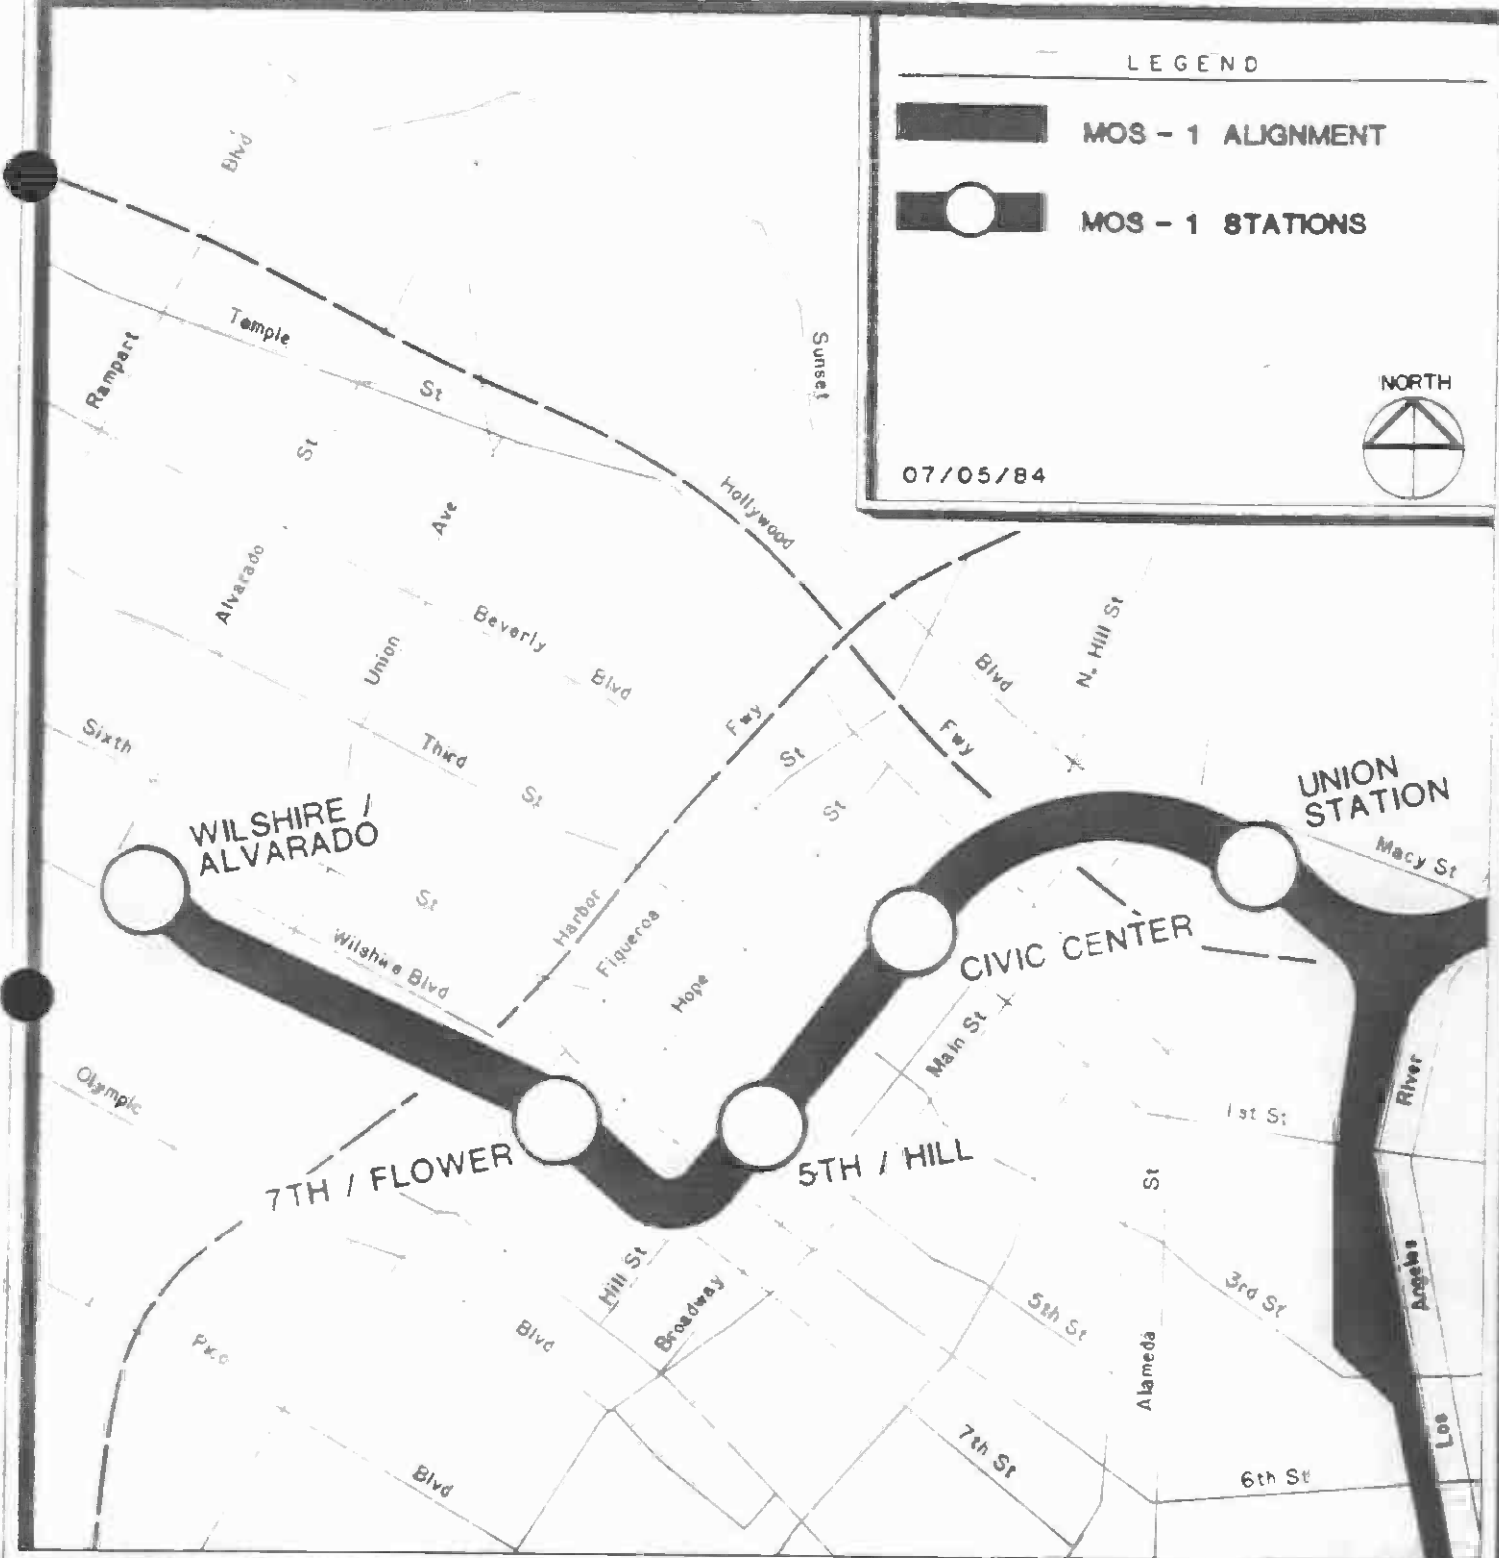 LEGEND
MOS - 1 ALIGNMENT
MOS - 1 STATIONS
NORTH
07/05/84
Blvd
Temple
St
Rampart
Sunset
St
Ave
Hollywood
Alvarado
Beverly
Blvd
Union
N. Hill St
Blvd
Sixth
Third
St
Fwy
Fwy
St
St
UNION
STATION
Macy St
WILSHIRE /
ALVARADO
St
Wilshire Blvd
Harbor
Figueroa
Hope
CIVIC CENTER
Main St
Olympic
River
1st St
7TH / FLOWER
5TH / HILL
St
Hill St
Broadway
5th St
3rd St
Angeles
Pico
Blvd
Alameda
Los
7th St
6th St
Blvd